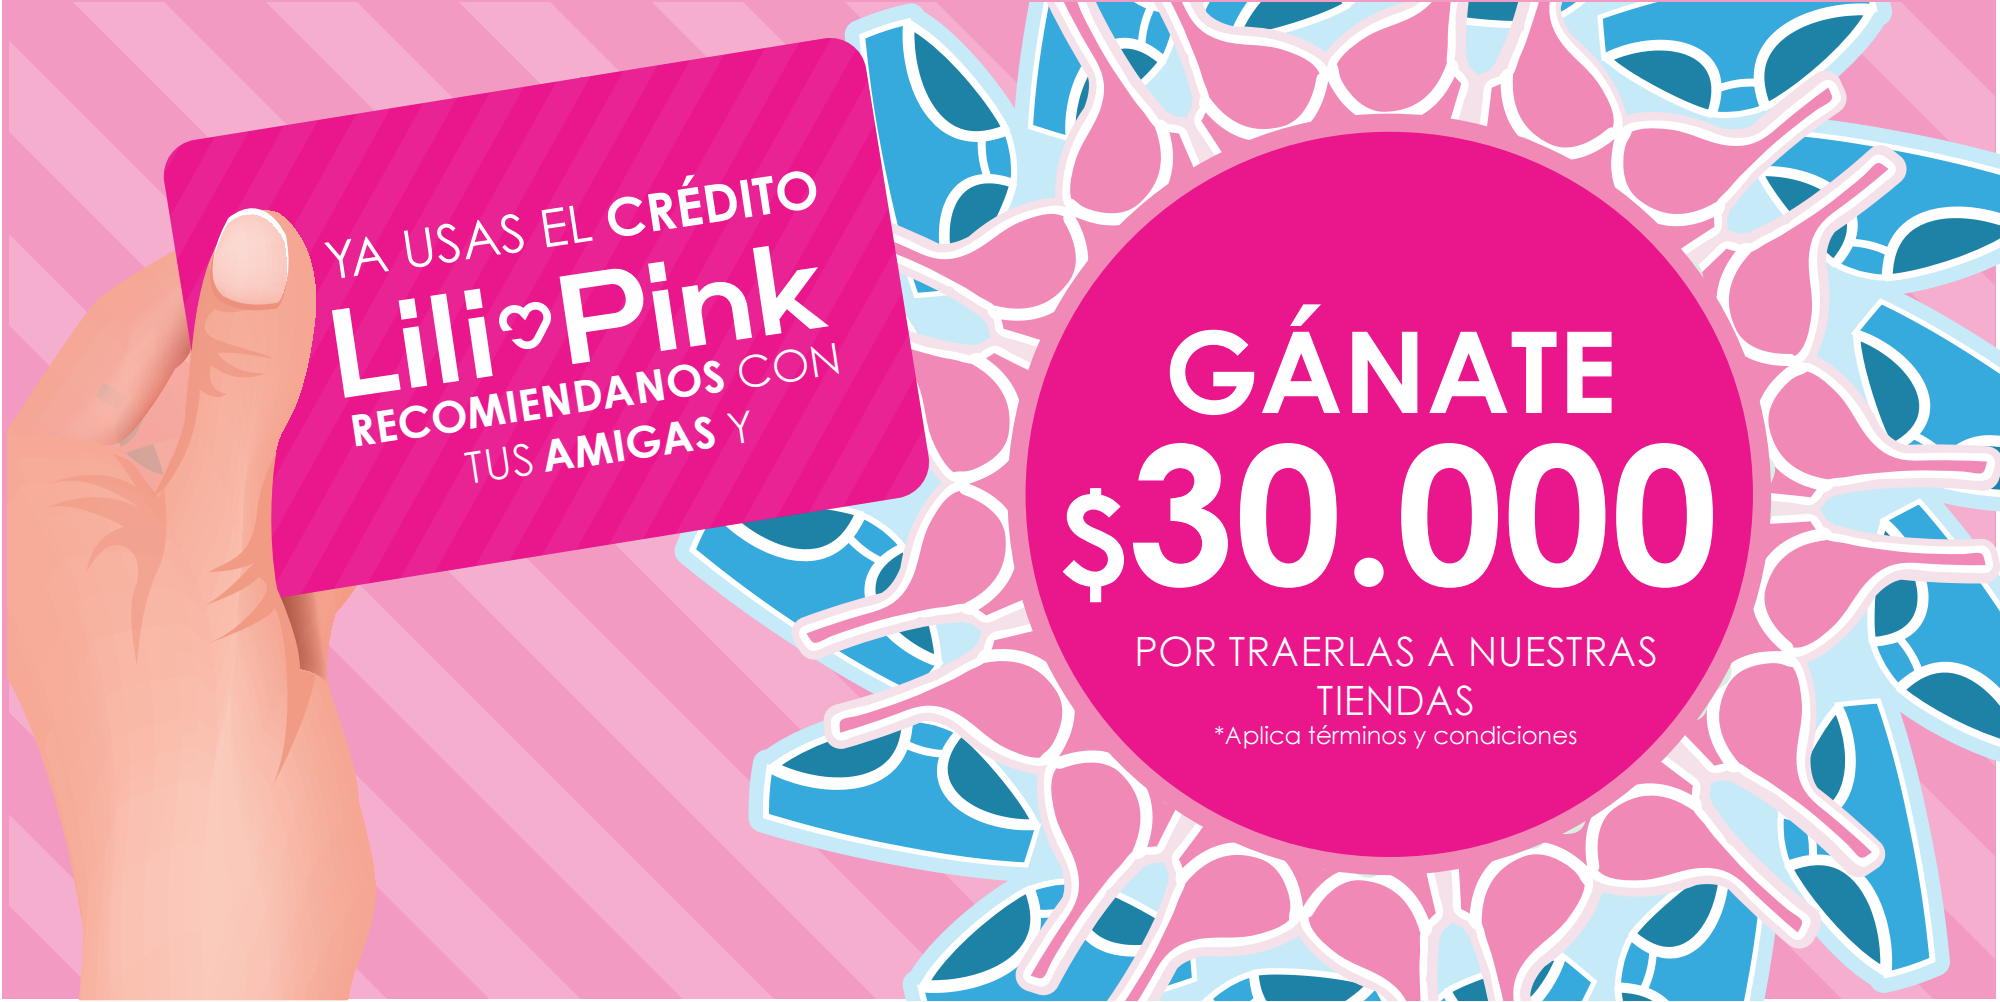 YA USAS EL CRÉDITO
Lili Pink
RECOMIENDANOS CON
TUS AMIGAS Y
GÁNATE
$30.000
POR TRAERLAS A NUESTRAS
TIENDAS
*Aplica términos y condiciones